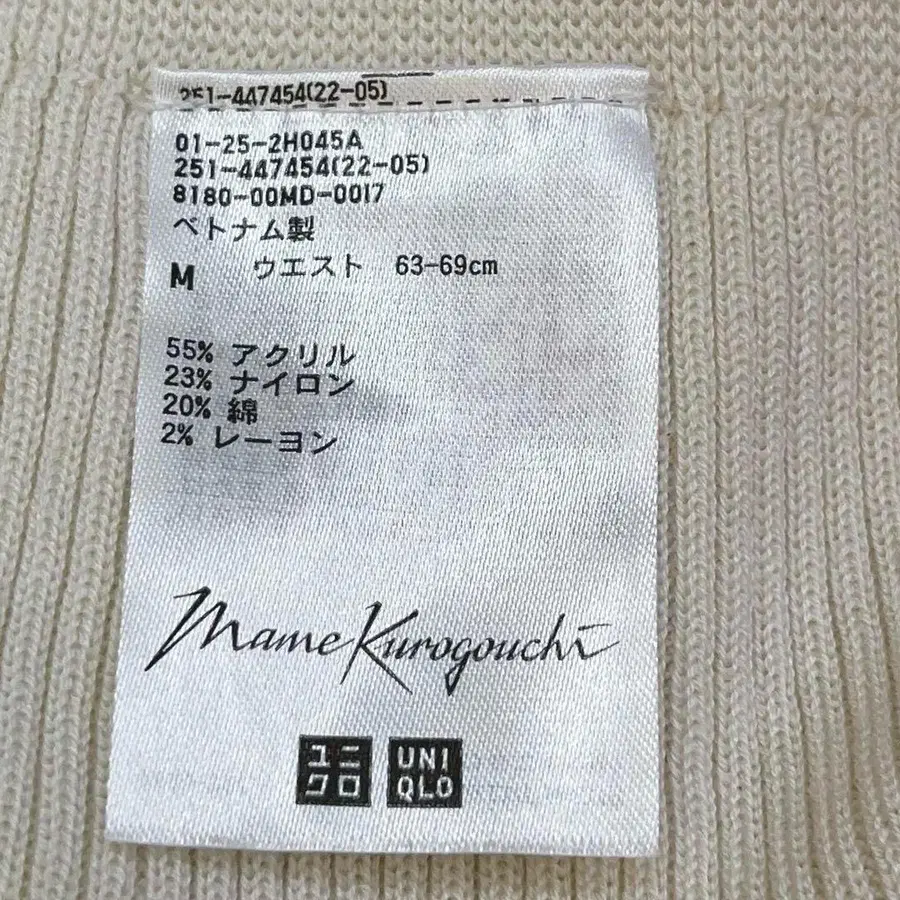 251-447454(22-05)
01-25-2H045A
251-447454(22-05)
8180-00MD-0017
ベトナム製
M ウエスト 63-69cm
55% アクリル
23% ナイロン
20% 綿
2% レーヨン
Mame Kurogouchi
ユニ UNI
クロ QLO